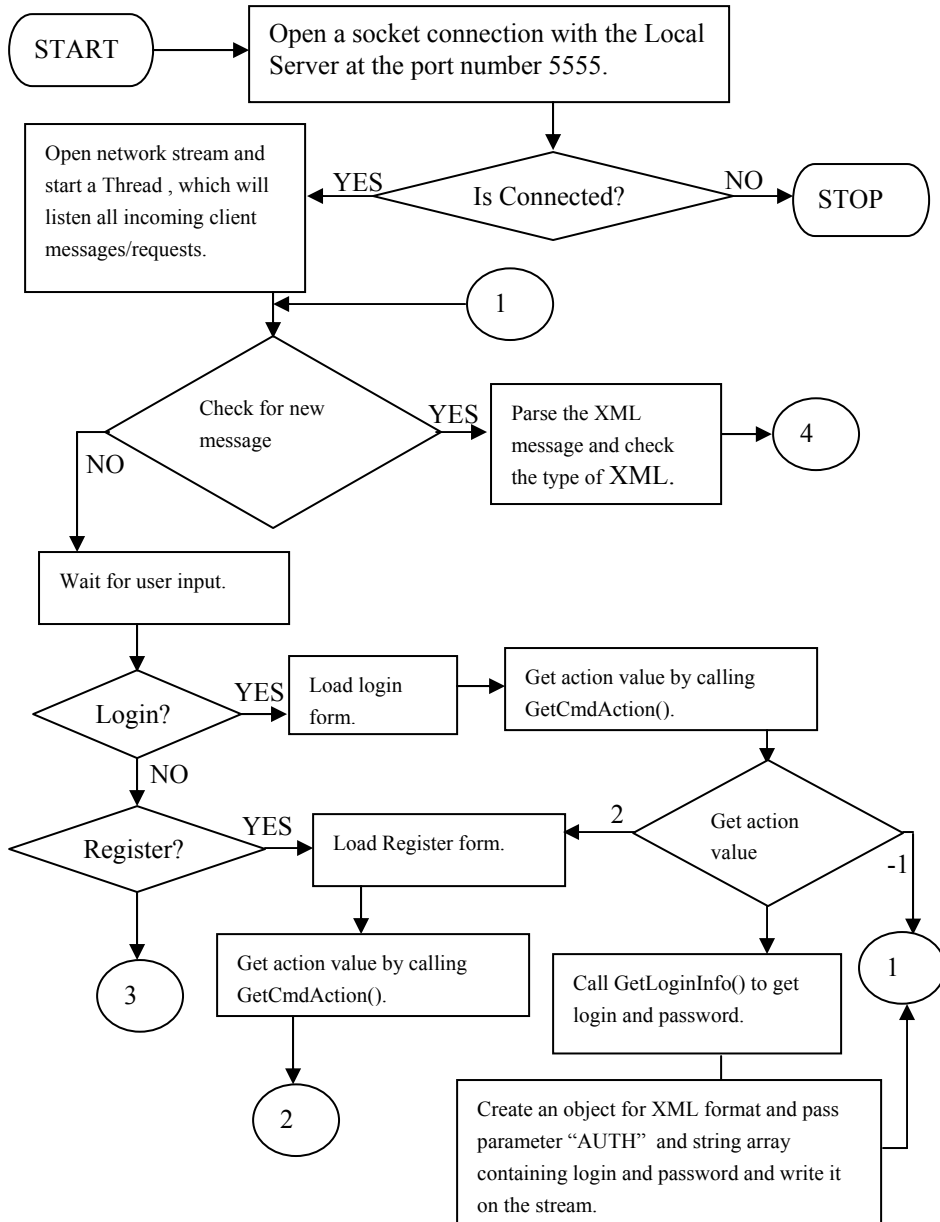 START
Open a socket connection with the Local
Server at the port number 5555.
Open network stream and
start a Thread , which will
listen all incoming client
messages/requests.
YES
Is Connected?
NO
STOP
1
Check for new
message
YES
NO
Parse the XML
message and check
the type of XML.
4
Wait for user input.
Login?
YES
NO
Load login
form.
Get action value by calling
GetCmdAction().
Register?
YES
Load Register form.
2
Get action
value
-1
3
Get action value by calling
GetCmdAction().
Call GetLoginInfo() to get
login and password.
1
2
Create an object for XML format and pass
parameter “AUTH” and string array
containing login and password and write it
on the stream.